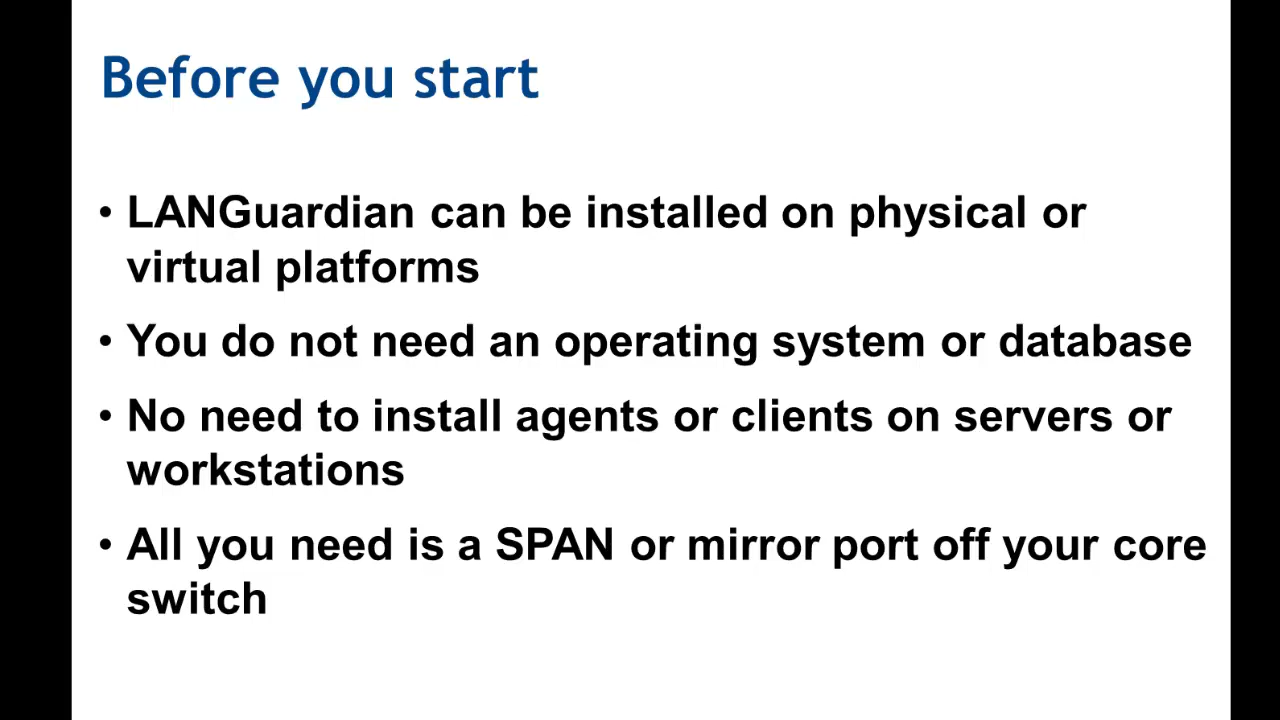 Before you start
• LANGuardian can be installed on physical or
virtual platforms
• You do not need an operating system or database
• No need to install agents or clients on servers or
workstations
• All you need is a SPAN or mirror port off your core
switch